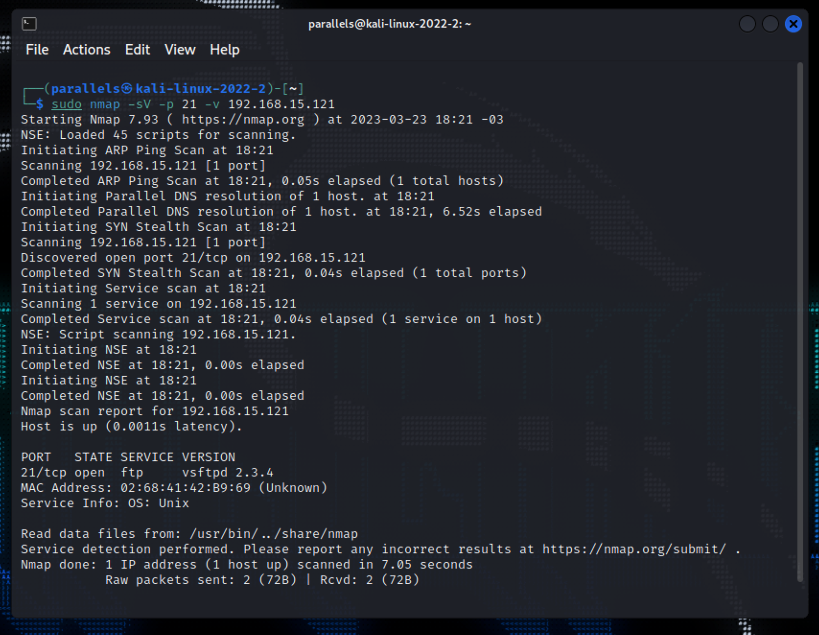 parallels@kali-linux-2022-2: ~
File Actions Edit View Help
┌──(parallels㉿kali-linux-2022-2)-[~]
└─$ sudo nmap -sV -p 21 -v 192.168.15.121
Starting Nmap 7.93 ( https://nmap.org ) at 2023-03-23 18:21 -03
NSE: Loaded 45 scripts for scanning.
Initiating ARP Ping Scan at 18:21
Scanning 192.168.15.121 [1 port]
Completed ARP Ping Scan at 18:21, 0.05s elapsed (1 total hosts)
Initiating Parallel DNS resolution of 1 host. at 18:21
Completed Parallel DNS resolution of 1 host. at 18:21, 6.52s elapsed
Initiating SYN Stealth Scan at 18:21
Scanning 192.168.15.121 [1 port]
Discovered open port 21/tcp on 192.168.15.121
Completed SYN Stealth Scan at 18:21, 0.04s elapsed (1 total ports)
Initiating Service scan at 18:21
Scanning 1 service on 192.168.15.121
Completed Service scan at 18:21, 0.04s elapsed (1 service on 1 host)
NSE: Script scanning 192.168.15.121.
Initiating NSE at 18:21
Completed NSE at 18:21, 0.00s elapsed
Initiating NSE at 18:21
Completed NSE at 18:21, 0.00s elapsed
Nmap scan report for 192.168.15.121
Host is up (0.0011s latency).
PORT   STATE SERVICE VERSION
21/tcp open  ftp     vsftpd 2.3.4
MAC Address: 02:68:41:42:B9:69 (Unknown)
Service Info: OS: Unix
Read data files from: /usr/bin/../share/nmap
Service detection performed. Please report any incorrect results at https://nmap.org/submit/ .
Nmap done: 1 IP address (1 host up) scanned in 7.05 seconds
Raw packets sent: 2 (72B) | Rcvd: 2 (72B)